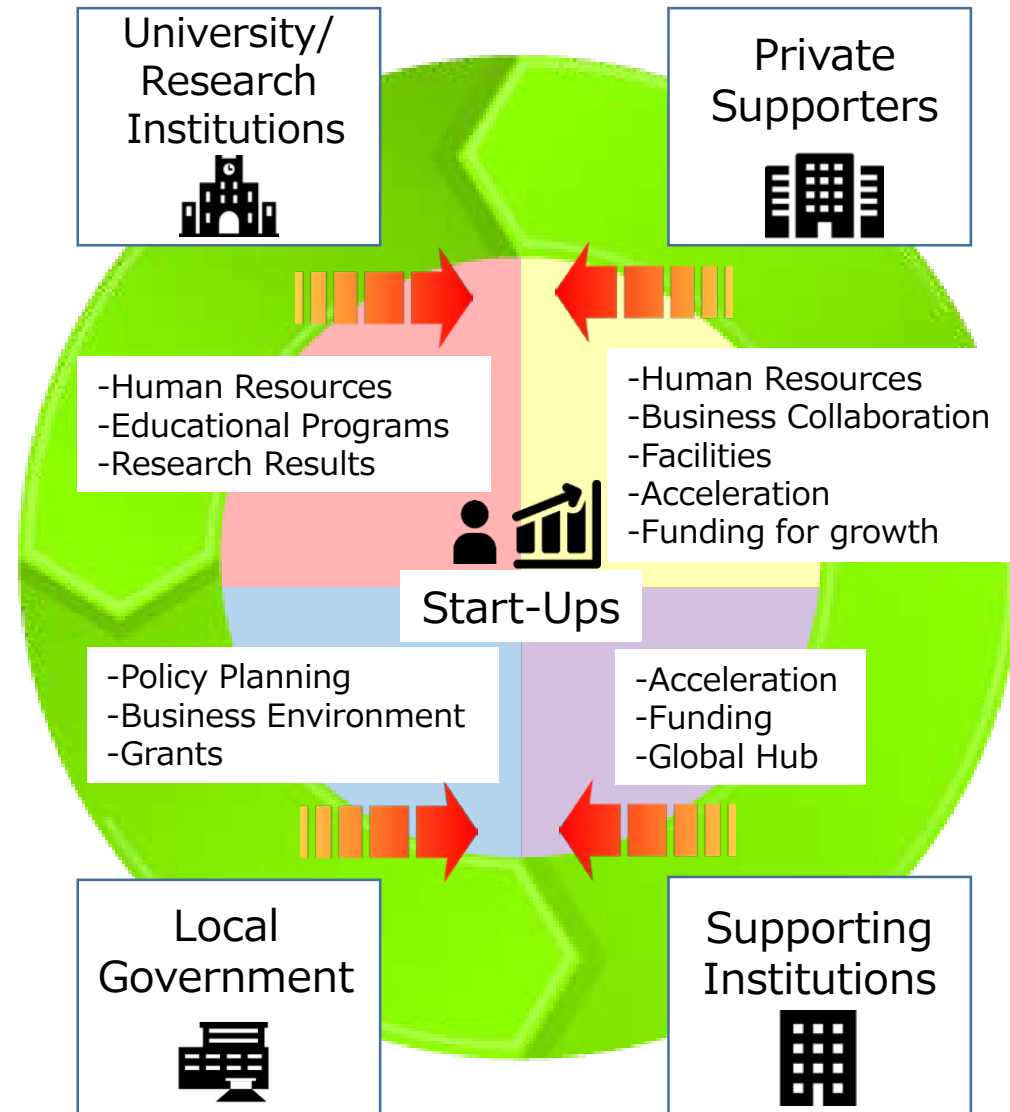 University/
Research
Institutions
Private
Supporters
-Human Resources
-Educational Programs
-Research Results
-Human Resources
-Business Collaboration
-Facilities
-Acceleration
-Funding for growth
Start-Ups
-Policy Planning
-Business Environment
-Grants
-Acceleration
-Funding
-Global Hub
Local
Government
Supporting
Institutions